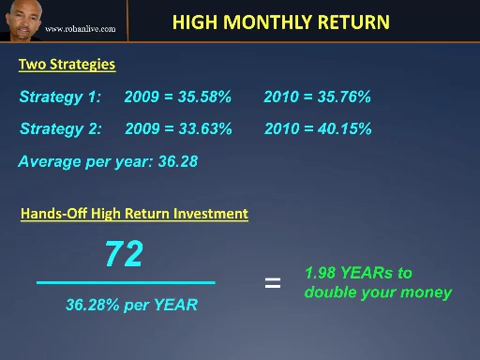 www.robanlive.com
HIGH MONTHLY RETURN
Two Strategies
Strategy 1: 2009 = 35.58% 2010 = 35.76%
Strategy 2: 2009 = 33.63% 2010 = 40.15%
Average per year: 36.28
Hands-Off High Return Investment
72
36.28% per YEAR
=
1.98 YEARs to
double your money